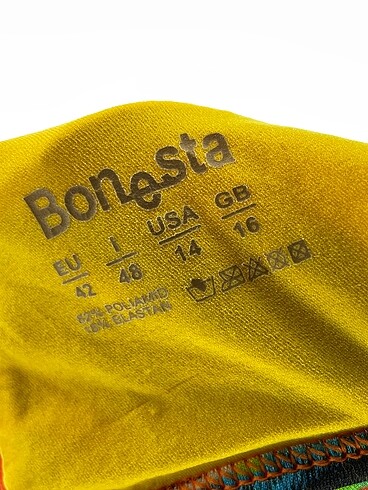 Bonesta
EU I USA GB
42 48 14 16
POLIAMID
ELASTAN